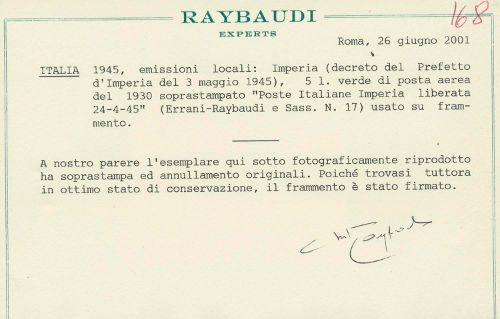 168
RAYBAUDI
EXPERTS
Roma, 26 giugno 2001
ITALIA 1945, emissioni locali: Imperia (decreto del Prefetto
d'Imperia del 3 maggio 1945), 5 l. verde di posta aerea
del 1930 soprastampato "Poste Italiane Imperia liberata
24-4-45" (Errani-Raybaudi e Sass. N. 17) usato su fram-
mento.
A nostro parere l'esemplare qui sotto fotograficamente riprodotto
ha soprastampa ed annullamento originali. Poiché trovasi tuttora
in ottimo stato di conservazione, il frammento è stato firmato.